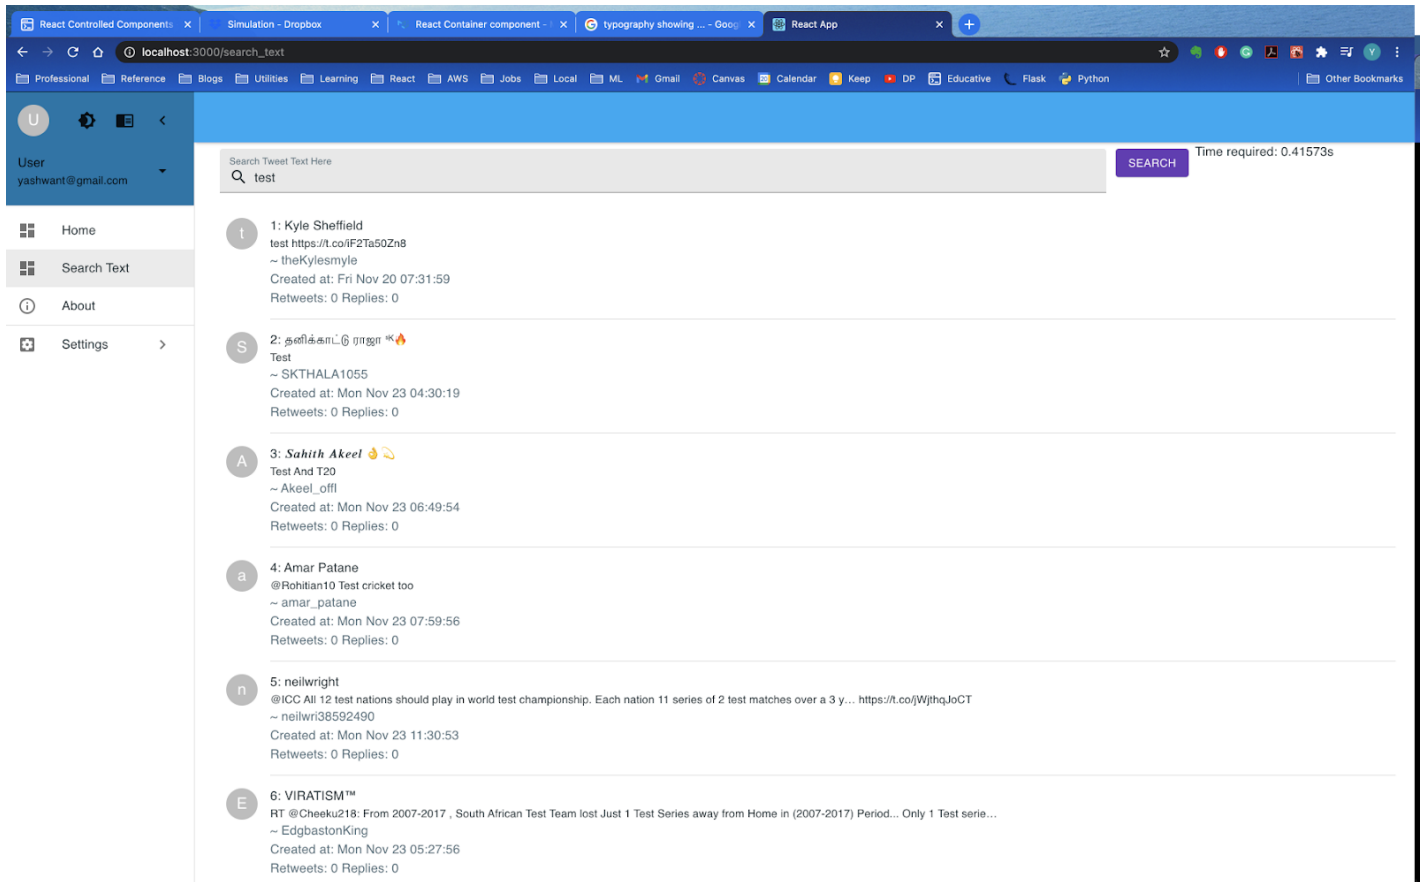 React Controlled Components
Simulation - Dropbox
React Container component -
typography showing ... - Goog
React App
localhost:3000/search_text
Professional
Reference
Blogs
Utilities
Learning
React
AWS
Jobs
Local
ML
Gmail
Canvas
Calendar
Keep
DP
Educative
Flask
Python
Other Bookmarks
U
User
yashwant@gmail.com
Home
Search Text
About
Settings
Search Tweet Text Here
test
SEARCH
Time required: 0.41573s
t
1: Kyle Sheffield
test https://t.co/iF2Ta50Zn8
~ theKylesmyle
Created at: Fri Nov 20 07:31:59
Retweets: 0 Replies: 0
S
2: தனிக்காட்டு ராஜா 🔥
Test
~ SKTHALA1055
Created at: Mon Nov 23 04:30:19
Retweets: 0 Replies: 0
A
3: Sahith Akeel 👌💫
Test And T20
~ Akeel_offl
Created at: Mon Nov 23 06:49:54
Retweets: 0 Replies: 0
a
4: Amar Patane
@Rohitian10 Test cricket too
~ amar_patane
Created at: Mon Nov 23 07:59:56
Retweets: 0 Replies: 0
n
5: neilwright
@ICC All 12 test nations should play in world test championship. Each nation 11 series of 2 test matches over a 3 y… https://t.co/jWjthqJoCT
~ neilwri38592490
Created at: Mon Nov 23 11:30:53
Retweets: 0 Replies: 0
E
6: VIRATISM™
RT @Cheeku218: From 2007-2017 , South African Test Team lost Just 1 Test Series away from Home in (2007-2017) Period... Only 1 Test serie…
~ EdgbastonKing
Created at: Mon Nov 23 05:27:56
Retweets: 0 Replies: 0